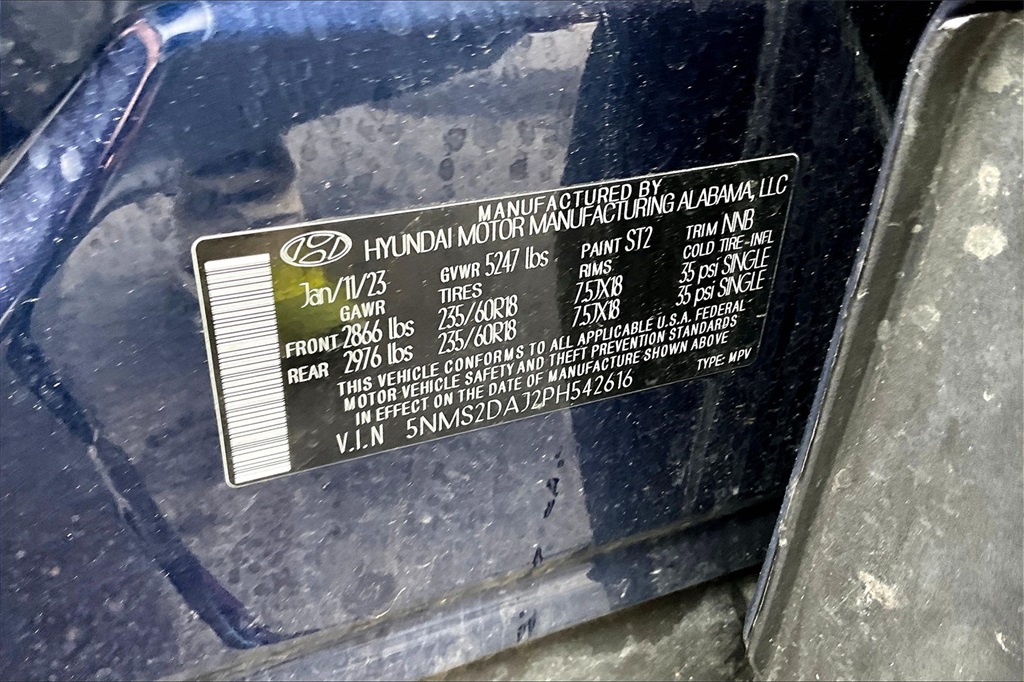 MANUFACTURED BY
HYUNDAI MOTOR MANUFACTURING ALABAMA, LLC
Jan/11/23 GVWR 5247 lbs PAINT ST2 TRIM NNB
GAWR TIRES RIMS COLD TIRE-INFL
FRONT 2866 lbs 235/60R18 7.5JX18 35 psi SINGLE
REAR 2976 lbs 235/60R18 7.5JX18 35 psi SINGLE
THIS VEHICLE CONFORMS TO ALL APPLICABLE U.S.A. FEDERAL
MOTOR VEHICLE SAFETY AND THEFT PREVENTION STANDARDS
IN EFFECT ON THE DATE OF MANUFACTURE SHOWN ABOVE
V.I.N 5NMS2DAJ2PH542616 TYPE: MPV